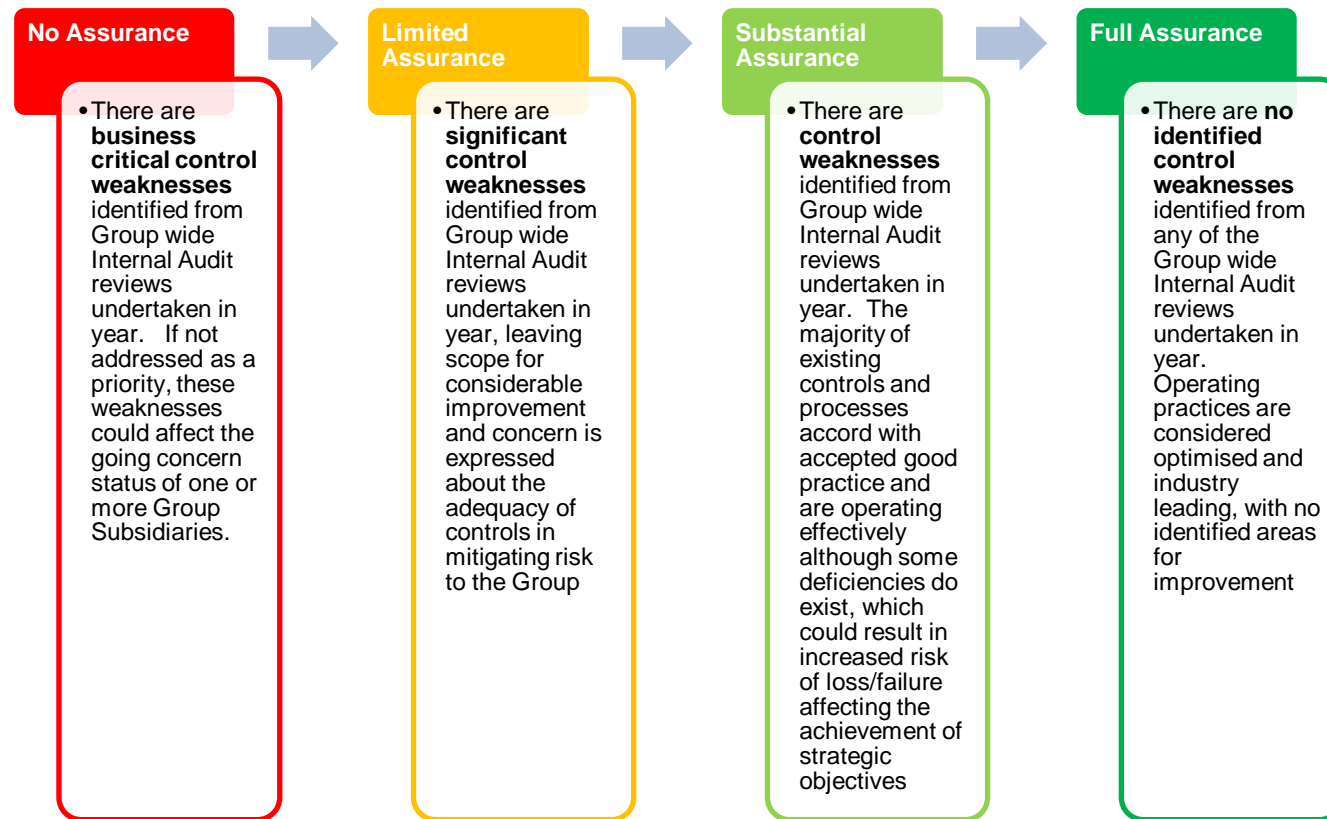 No Assurance
• There are
business
critical control
weaknesses
identified from
Group wide
Internal Audit
reviews
undertaken in
year.   If not
addressed as a
priority, these
weaknesses
could affect the
going concern
status of one or
more Group
Subsidiaries.
Limited
Assurance
• There are
significant
control
weaknesses
identified from
Group wide
Internal Audit
reviews
undertaken in
year, leaving
scope for
considerable
improvement
and concern is
expressed
about the
adequacy of
controls in
mitigating risk
to the Group
Substantial
Assurance
• There are
control
weaknesses
identified from
Group wide
Internal Audit
reviews
undertaken in
year.  The
majority of
existing
controls and
processes
accord with
accepted good
practice and
are operating
effectively
although some
deficiencies do
exist, which
could result in
increased risk
of loss/failure
affecting the
achievement of
strategic
objectives
Full Assurance
• There are no
identified
control
weaknesses
identified from
any of the
Group wide
Internal Audit
reviews
undertaken in
year.
Operating
practices are
considered
optimised and
industry
leading, with no
identified areas
for
improvement